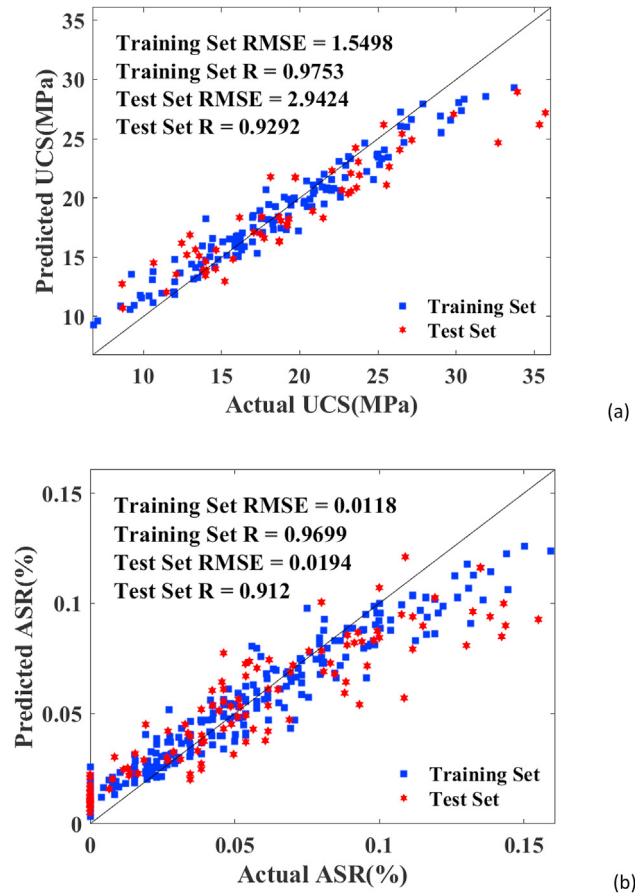 35
30
25
20
15
10
Predicted UCS(MPa)
Training Set RMSE = 1.5498
Training Set R = 0.9753
Test Set RMSE = 2.9424
Test Set R = 0.9292
Training Set
Test Set
10 15 20 25 30 35
Actual UCS(MPa)
(a)
0.15
0.1
0.05
0
Predicted ASR(%)
Training Set RMSE = 0.0118
Training Set R = 0.9699
Test Set RMSE = 0.0194
Test Set R = 0.912
Training Set
Test Set
0 0.05 0.1 0.15
Actual ASR(%)
(b)